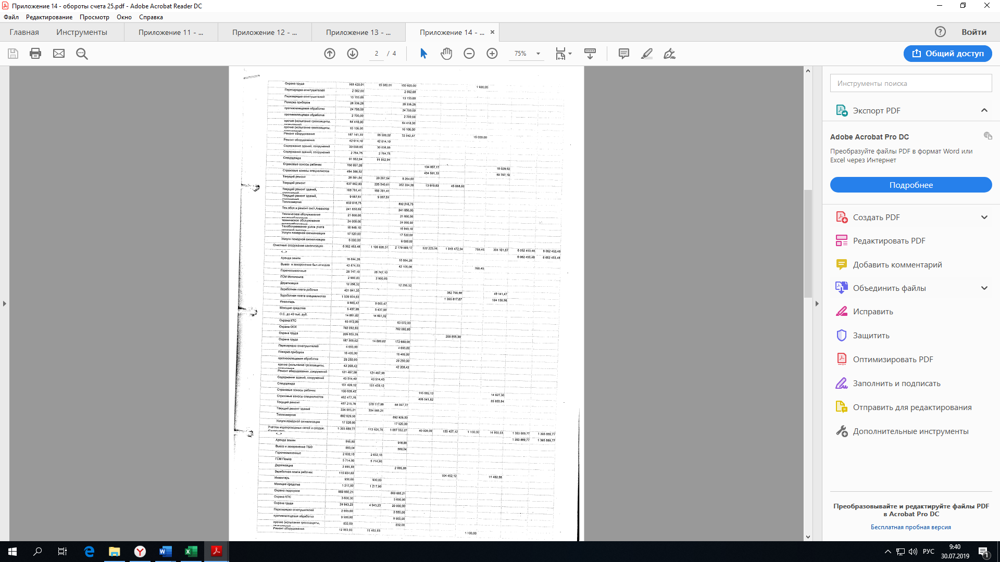 Приложение 14 - обороты счета 25.pdf - Adobe Acrobat Reader DC
Файл Редактирование Просмотр Окно Справка
Главная Инструменты Приложение 11 - ... Приложение 12 - ... Приложение 13 - ... Приложение 14 - ... Войти
2 / 4 75% Общий доступ
Охрана труда 168 420,01 15 580,01 150 920,00 1 920,00
Перезарядка огнетушителей 2 562,00 2 562,00
Перезарядка огнетушителей 13 153,00 13 153,00
Поверка приборов 28 336,28 28 336,28
противоклещевая обработка 24 750,00 24 750,00
противоклещевая обработка 2 700,00 2 700,00
прочие (испытание грозозащиты, 64 418,00 64 418,00
прочие (испытание грозозащиты, 10 106,00 10 106,00
Ремонт оборудования 187 141,39 99 599,02 72 542,37 15 000,00
Ремонт оборудования 42 614,10 42 614,10
Содержание зданий, сооружений 30 038,65 30 038,65
Содержание зданий, сооружений 2 764,75 2 764,75
Спецодежда 91 952,94 91 952,94
Страховые взносы рабочих 150 897,09 134 867,17 16 029,92
Страховые взносы специалистов 494 388,52 434 591,33 59 797,19
Текущий ремонт 28 561,54 20 297,54 8 264,00
Текущий ремонт 637 862,80 226 540,61 352 334,36 13 919,83 45 068,00
Текущий ремонт зданий, 168 781,41 168 781,41
Текущий ремонт зданий, 9 067,61 9 067,61
Теплоэнергия 832 016,75 832 016,75
Тех.обсл.и ремонт сист.Аквахлор 241 650,00 241 650,00
Техническое обслуживание 21 600,00 21 600,00
техническое обслуживание 24 000,00 24 000,00
Техобслуживание узлов учета 16 949,10 16 949,10
Услуги пожарной сигнализации 17 520,00 17 520,00
Услуги пожарной сигнализации 6 000,00 6 000,00
Очистные сооружения канализации 6 062 453,48 1 106 826,31 2 179 999,17 522 223,94 1 948 472,94 769,45 304 161,67 6 062 453,48 6 062 453,48
<...> 6 062 453,48 6 062 453,48
Аренда земли 16 694,28 16 694,28
Вывоз и захоронение быт.отходов 42 874,53 42 105,08 769,45
Горючесмазочные 28 747,10 28 747,10
ГСМ Мотопомпа 2 900,83 2 900,83
Дератизация 12 256,32 12 256,32
Заработная плата рабочих 431 941,35 382 799,88 49 141,47
Заработная плата специалистов 1 539 974,63 1 355 817,67 184 156,96
Инвентарь 9 665,47 9 665,47
Моющие средства 5 437,99 5 437,99
О.С. до 40 тыс. руб. 14 661,02 14 661,02
Охрана КТС 63 072,00 63 072,00
Охрана ОСК 782 092,80 782 092,80
Охрана труда 209 855,39 209 855,39
Охрана труда 187 569,62 14 889,62 172 680,00
Перезарядка огнетушителей 4 693,00 4 693,00
Поверка приборов 16 400,00 16 400,00
противоклещевая обработка 29 250,00 29 250,00
прочие (испытание грозозащиты, 42 208,42 42 208,42
Ремонт оборудования ,сооружений 121 467,56 121 467,56
Содержание зданий, сооружений 43 514,40 43 514,40
Спецодежда 151 439,12 151 439,12
Страховые взносы рабочих 130 609,42 115 682,12 14 927,30
Страховые взносы специалистов 462 477,76 406 541,82 55 935,94
Текущий ремонт 467 215,76 379 117,99 88 097,77
Текущий ремонт зданий 334 985,21 334 985,21
Теплоэнергия 892 929,50 892 929,50
Услуги пожарной сигнализации 17 520,00 17 520,00
Участок водопроводных сетей и сооруж. 1 393 889,77 113 924,76 1 087 552,27 40 926,09 135 427,12 1 100,00 14 959,53 1 393 889,77 1 393 889,77
<...> 1 393 889,77 1 393 889,77
Аренда земли 916,80 916,80
Вывоз и захоронение ТБО 560,04 560,04
Горючесмазочные 2 632,15 2 632,15
ГСМ Помпа 5 714,90 5 714,90
Дератизация 2 885,88 2 885,88
Заработная плата рабочих 115 934,68 104 452,12 11 482,56
Инвентарь 930,00 930,00
Моющие средства 1 217,90 1 217,90
Охрана гидроузла 869 660,21 869 660,21
Охрана КТС 3 600,00 3 600,00
Охрана труда 24 943,23 4 943,23 20 000,00
Перезарядка огнетушителей 2 655,00 2 655,00
противоклещевая обработка 9 900,00 9 900,00
прочие (испытание грозозащиты, 832,00 832,00
Ремонт оборудования 12 563,93 11 463,93 1 100,00
Инструменты поиска
Экспорт PDF
Adobe Acrobat Pro DC
Преобразуйте файлы PDF в формат Word или
Excel через Интернет
Подробнее
Создать PDF
Редактировать PDF
Добавить комментарий
Объединить файлы
Исправить
Защитить
Оптимизировать PDF
Заполнить и подписать
Отправить для редактирования
Дополнительные инструменты
Преобразовывайте и редактируйте файлы PDF
в Acrobat Pro DC
Бесплатная пробная версия
РУС 9:40
30.07.2019 1